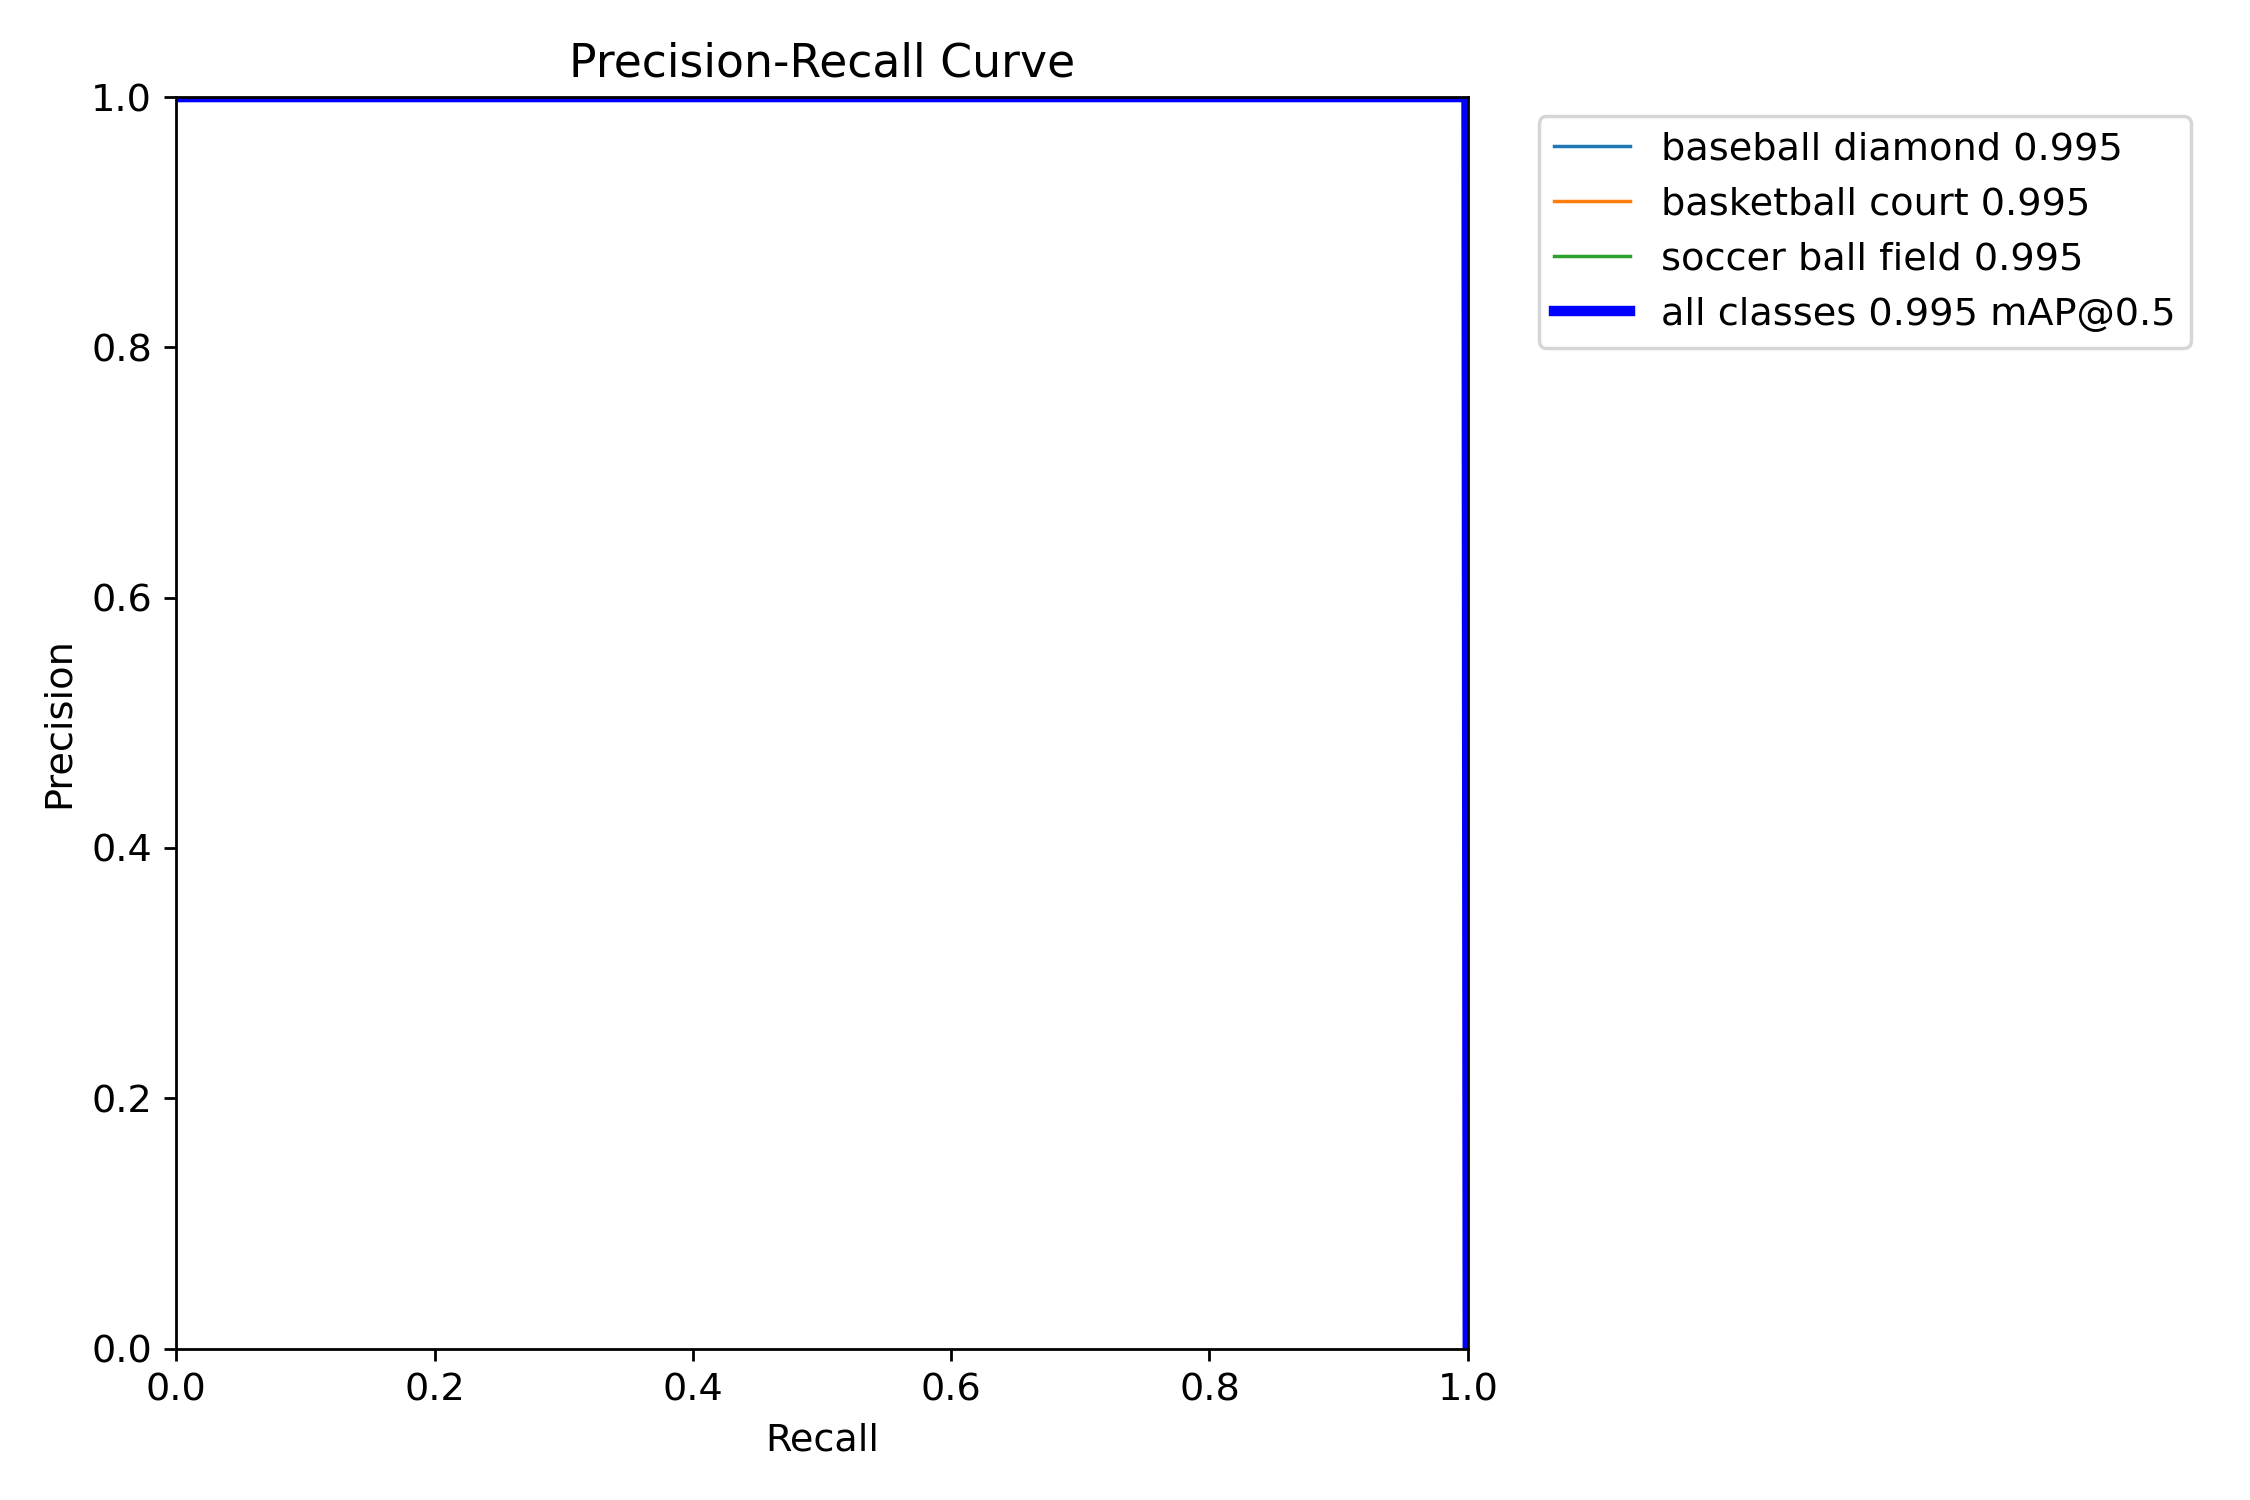 Precision-Recall Curve
1.0
0.8
0.6
0.4
0.2
0.0
Precision
0.0 0.2 0.4 0.6 0.8 1.0
Recall
baseball diamond 0.995
basketball court 0.995
soccer ball field 0.995
all classes 0.995 mAP@0.5